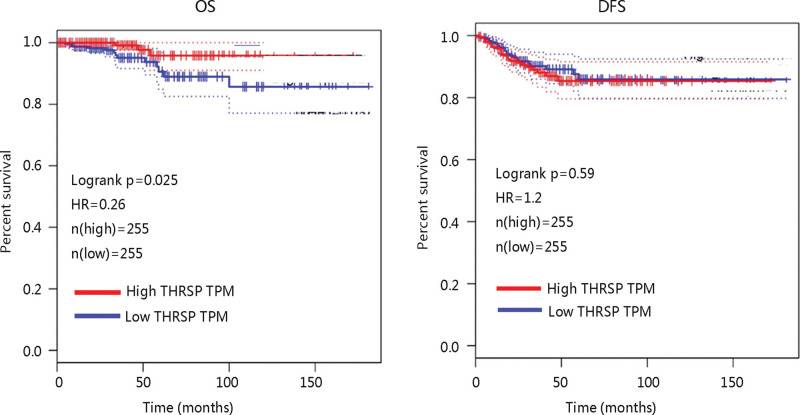 OS
Percent survival
1.0
0.8
0.6
0.4
0.2
0.0
Logrank p=0.025
HR=0.26
n(high)=255
n(low)=255
High THRSP TPM
Low THRSP TPM
0 50 100 150
Time (months)
DFS
Percent survival
1.0
0.8
0.6
0.4
0.2
0.0
Logrank p=0.59
HR=1.2
n(high)=255
n(low)=255
High THRSP TPM
Low THRSP TPM
0 50 100 150
Time (months)